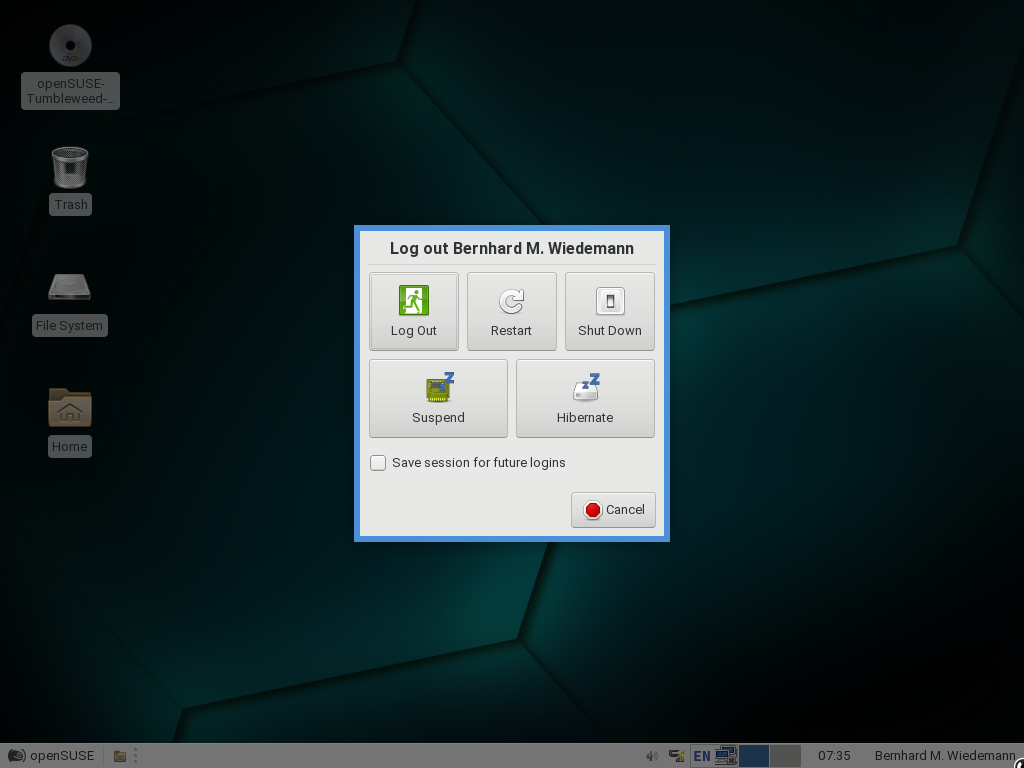 openSUSE-
Tumbleweed-...
Trash
File System
Home
Log out Bernhard M. Wiedemann
Log Out
Restart
Shut Down
Suspend
Hibernate
Save session for future logins
Cancel
openSUSE
EN
07:35
Bernhard M. Wiedemann